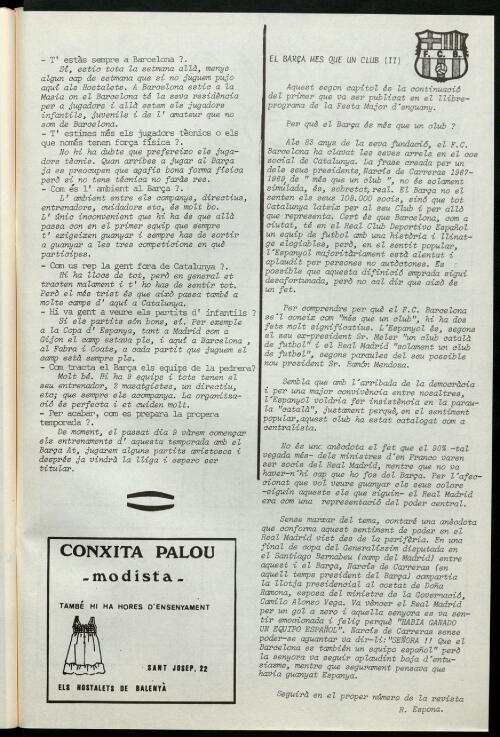 - T' estàs sempre a Barcelona ?.
Sí, estic tota la setmana allà, menys
algun cap de setmana que si no juguem pujo
aquí als Hostalets. A Barcelona estic a la
Masía on el Barcelona té la seva residència
per a jugadors i allà estem els jugadors
infantils, juvenils i de l' amateur que no
som de Barcelona.
- T' estimes més els jugadors tècnics o els
que només tenen força física ?.
No hi ha dubte que prefereixo els juga-
dors tècnis. Quan arribes a jugar al Barça
ja es preocupen que agafis bona forma física
però si no tens tècnica no faràs res.
- Com és l' ambient al Barça ?.
L' ambient entre els companys, directius,
entrenadors, cuidadors etc, és molt bo.
L' únic inconvenient que hi ha és que allà
passa con en el primer equip que sempre
t' exigeixen guanyar i sempre has de sortir
a guanyar a les tres competicions en què
participes.
- Com us rep la gent fora de Catalunya ?.
Hi ha llocs de tot, però en general et
tracten malament i t' ho has de sentir tot.
Però el més trist és que això passa també a
molts camps d' aquí a Catalunya.
- Hi va gent a veure els partits d' infantils ?
Si els partits són bons, sí. Per exemple
a la Copa d' Espanya, tant a Madrid com a
Gijon el camp estava ple, i aquí a Barcelona ,
al Fabra i Coats, a cada partit que juguem el
camp està sempre ple.
- Com tracta el Barça els equips de la pedrera?
Molt bé. Hi ha 9 equips i tots tenen el
seu entrenador, 2 massatgistes, un directiu,
etc; que sempre els acompanya. La organitza-
ció és perfecta i et cuiden molt.
- Per acabar, com es prepara la propera
temporada ?.
De moment, el passat dia 9 vàrem començar
els entrenaments d' aquesta temporada amb el
Barça At, jugarem alguns partits amistosos i
després ja vindrà la lliga i espero ser
titular.
CONXITA PALOU
- modista -
TAMBÉ HI HA HORES D'ENSENYAMENT
SANT JOSEP, 22
ELS HOSTALETS DE BALENYÀ
F.C.B.
EL BARÇA MES QUE UN CLUB (II)
Aquest segon capítol és la continuació
del primer que va ser publicat en el llibre-
programa de la Festa Major d'enguany.
Per què el Barça és més que un club ?
Als 83 anys de la seva fundació, el F.C.
Barcelona ha clavat les seves arrels en el cos
social de Catalunya. La frase creada per un
dels seus presidents, Narcís de Carreras 1967-
1969, de " més que un club ", no és solament
simulada, és, sobretot, real. El Barça no el
senten els seus 108.000 socis, sinó que tot
Catalunya lateix per al seu Club i per allò
que representa. Cert és que Barcelona, com a
ciutat, té en el Real Club Deportivo Español
un equip de futbol amb una història i llinat-
ge elogiables, però, en el sentit popular,
l'Espanyol majoritàriament està alentat i
aplaudit per persones no autòctones. És
possible que aquesta difinició emprada sigui
desafortunada, però no cal dir que això és
un fet.
Per comprendre per què el F.C. Barcelona
se'l coneix com "més que un club", hi ha dos
fets molt significatius. L'Espanyol és, segons
el seu ex-president Sr. Meler "un club català
de futbol" i el Real Madrid "solament un club
de futbol", segons paraules del seu possible
nou president Sr. Ramón Mendoza.
Sembla que amb l'arribada de la democràcia
i per una major convivència entre nosaltres,
l'Espanyol voldria fer insistència en la parau-
la "català", justament perquè, en el sentiment
popular, aquest club ha estat catalogat com a
centralista.
No és unc anècdota el fet que el 90% -tal
vegada més- dels ministres d'en Franco varen
ser socis del Real Madrid, mentre que no va
haver-n'hi cap que ho fos del Barça. Per l'afec-
cionat que vol veure guanyar els seus colors
-siguin aquests els que siguin- el Real Madrid
era com una representació del poder central.
Sense marxar del tema, contaré una anècdota
que conforma aquest sentiment de poder en el
Real Madrid vist des de la perifèria. En una
final de copa del Generalíssim disputada en
el Santiago Bernabeu (camp del Madrid) entre
aquest i el Barça, Narcís de Carreras (en
aquell temps president del Barça) compartia
la llotja presidencial al costat de Doña
Ramona, esposa del ministre de la Governació,
Camilo Alonso Vega. Va vèncer el Real Madrid
per un gol a zero i aquella senyora es va sen-
tir emocionada i feliç perquè "HABIA GANADO
UN EQUIPO ESPAÑOL". Narcís de Carreras sense
poder-se aguantar va dir-li:"SEÑORA !! Que el
Barcelona es también un equipo español" però
la senyora va seguir aplaudint boja d'entu-
siasme, mentre que segurament pensava que
havia guanyat Espanya.
Seguirà en el proper número de la revista
R. Espona.